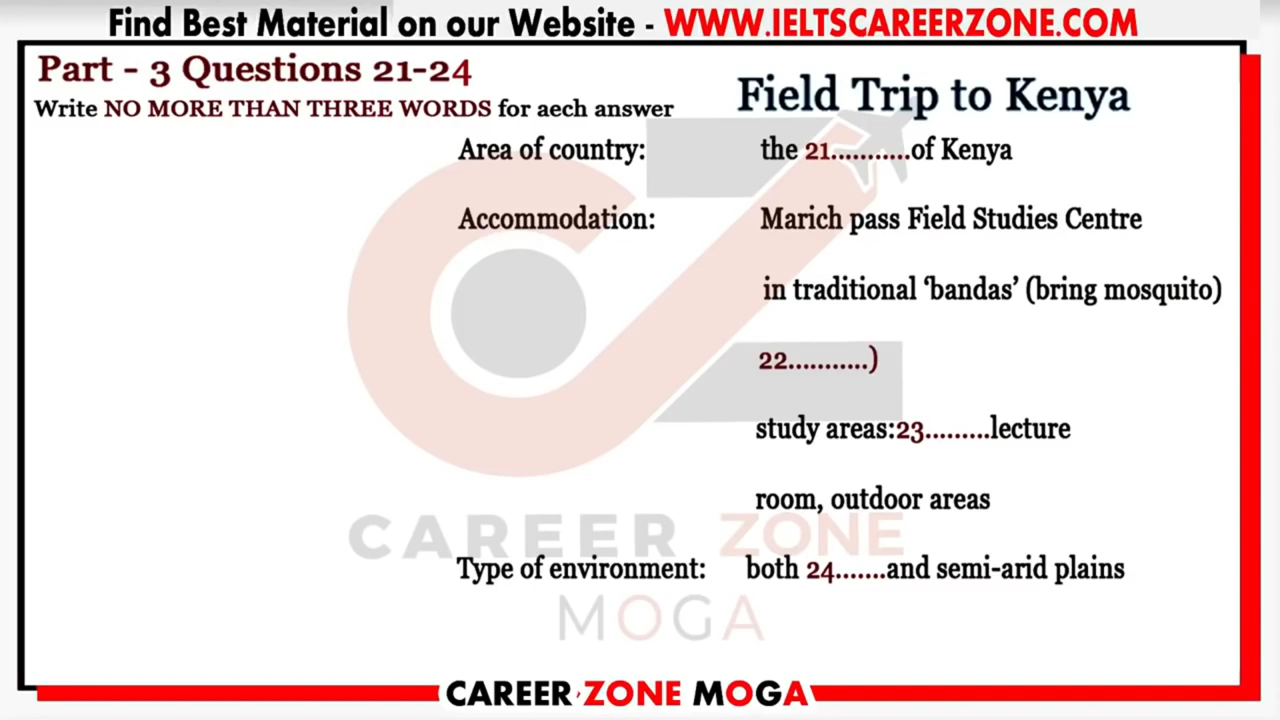 Find Best Material on our Website - WWW.IELTSCAREERZONE.COM
Part - 3 Questions 21-24
Write NO MORE THAN THREE WORDS for aech answer
Field Trip to Kenya
Area of country: the 21...........of Kenya
Accommodation: Marich pass Field Studies Centre
in traditional ‘bandas’ (bring mosquito)
22...........)
study areas:23.........lecture
room, outdoor areas
CAREER ZONE
Type of environment: both 24.......and semi-arid plains
MOGA
CAREER ZONE MOGA